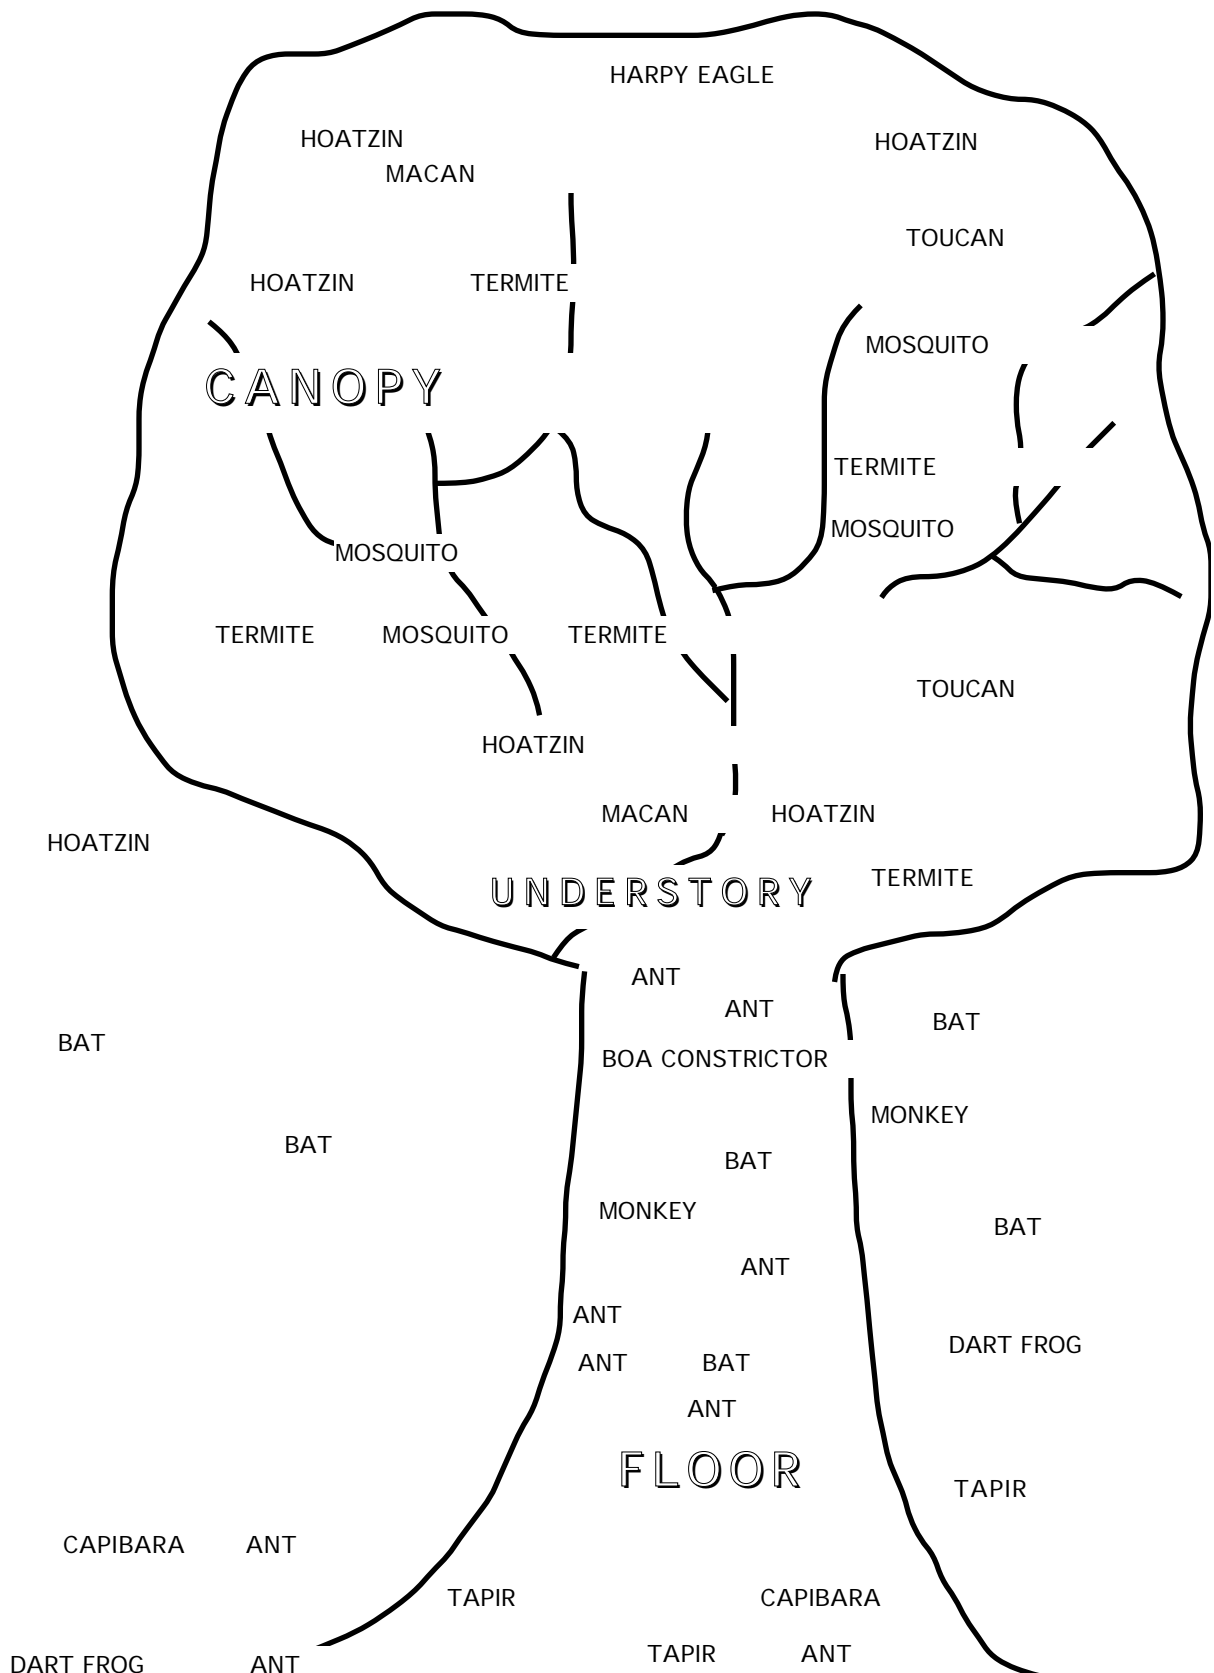 HARPY EAGLE
HOATZIN
HOATZIN
MACAN
TOUCAN
HOATZIN TERMITE
MOSQUITO
CANOPY
TERMITE
MOSQUITO
MOSQUITO
TERMITE MOSQUITO TERMITE
TOUCAN
HOATZIN
MACAN HOATZIN
HOATZIN
TERMITE
UNDERSTORY
ANT
ANT
BAT
BAT
BOA CONSTRICTOR
MONKEY
BAT
BAT
MONKEY
BAT
ANT
ANT
DART FROG
ANT BAT
ANT
FLOOR
TAPIR
CAPIBARA ANT
TAPIR CAPIBARA
TAPIR ANT
DART FROG ANT